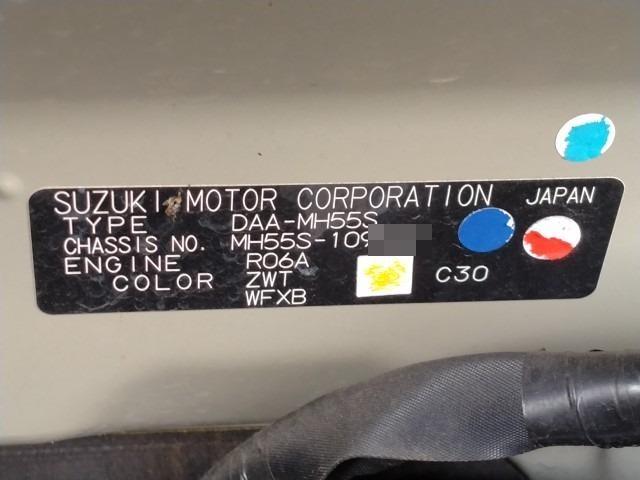 SUZUKI MOTOR CORPORATION JAPAN
TYPE DAA-MH55S
CHASSIS NO. MH55S-109
ENGINE R06A
COLOR ZWT C30
WFXB